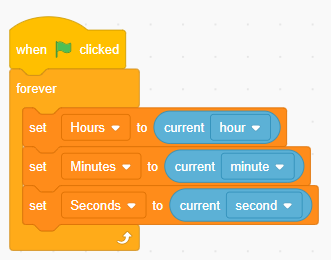 when clicked
forever
set Hours to current hour
set Minutes to current minute
set Seconds to current second